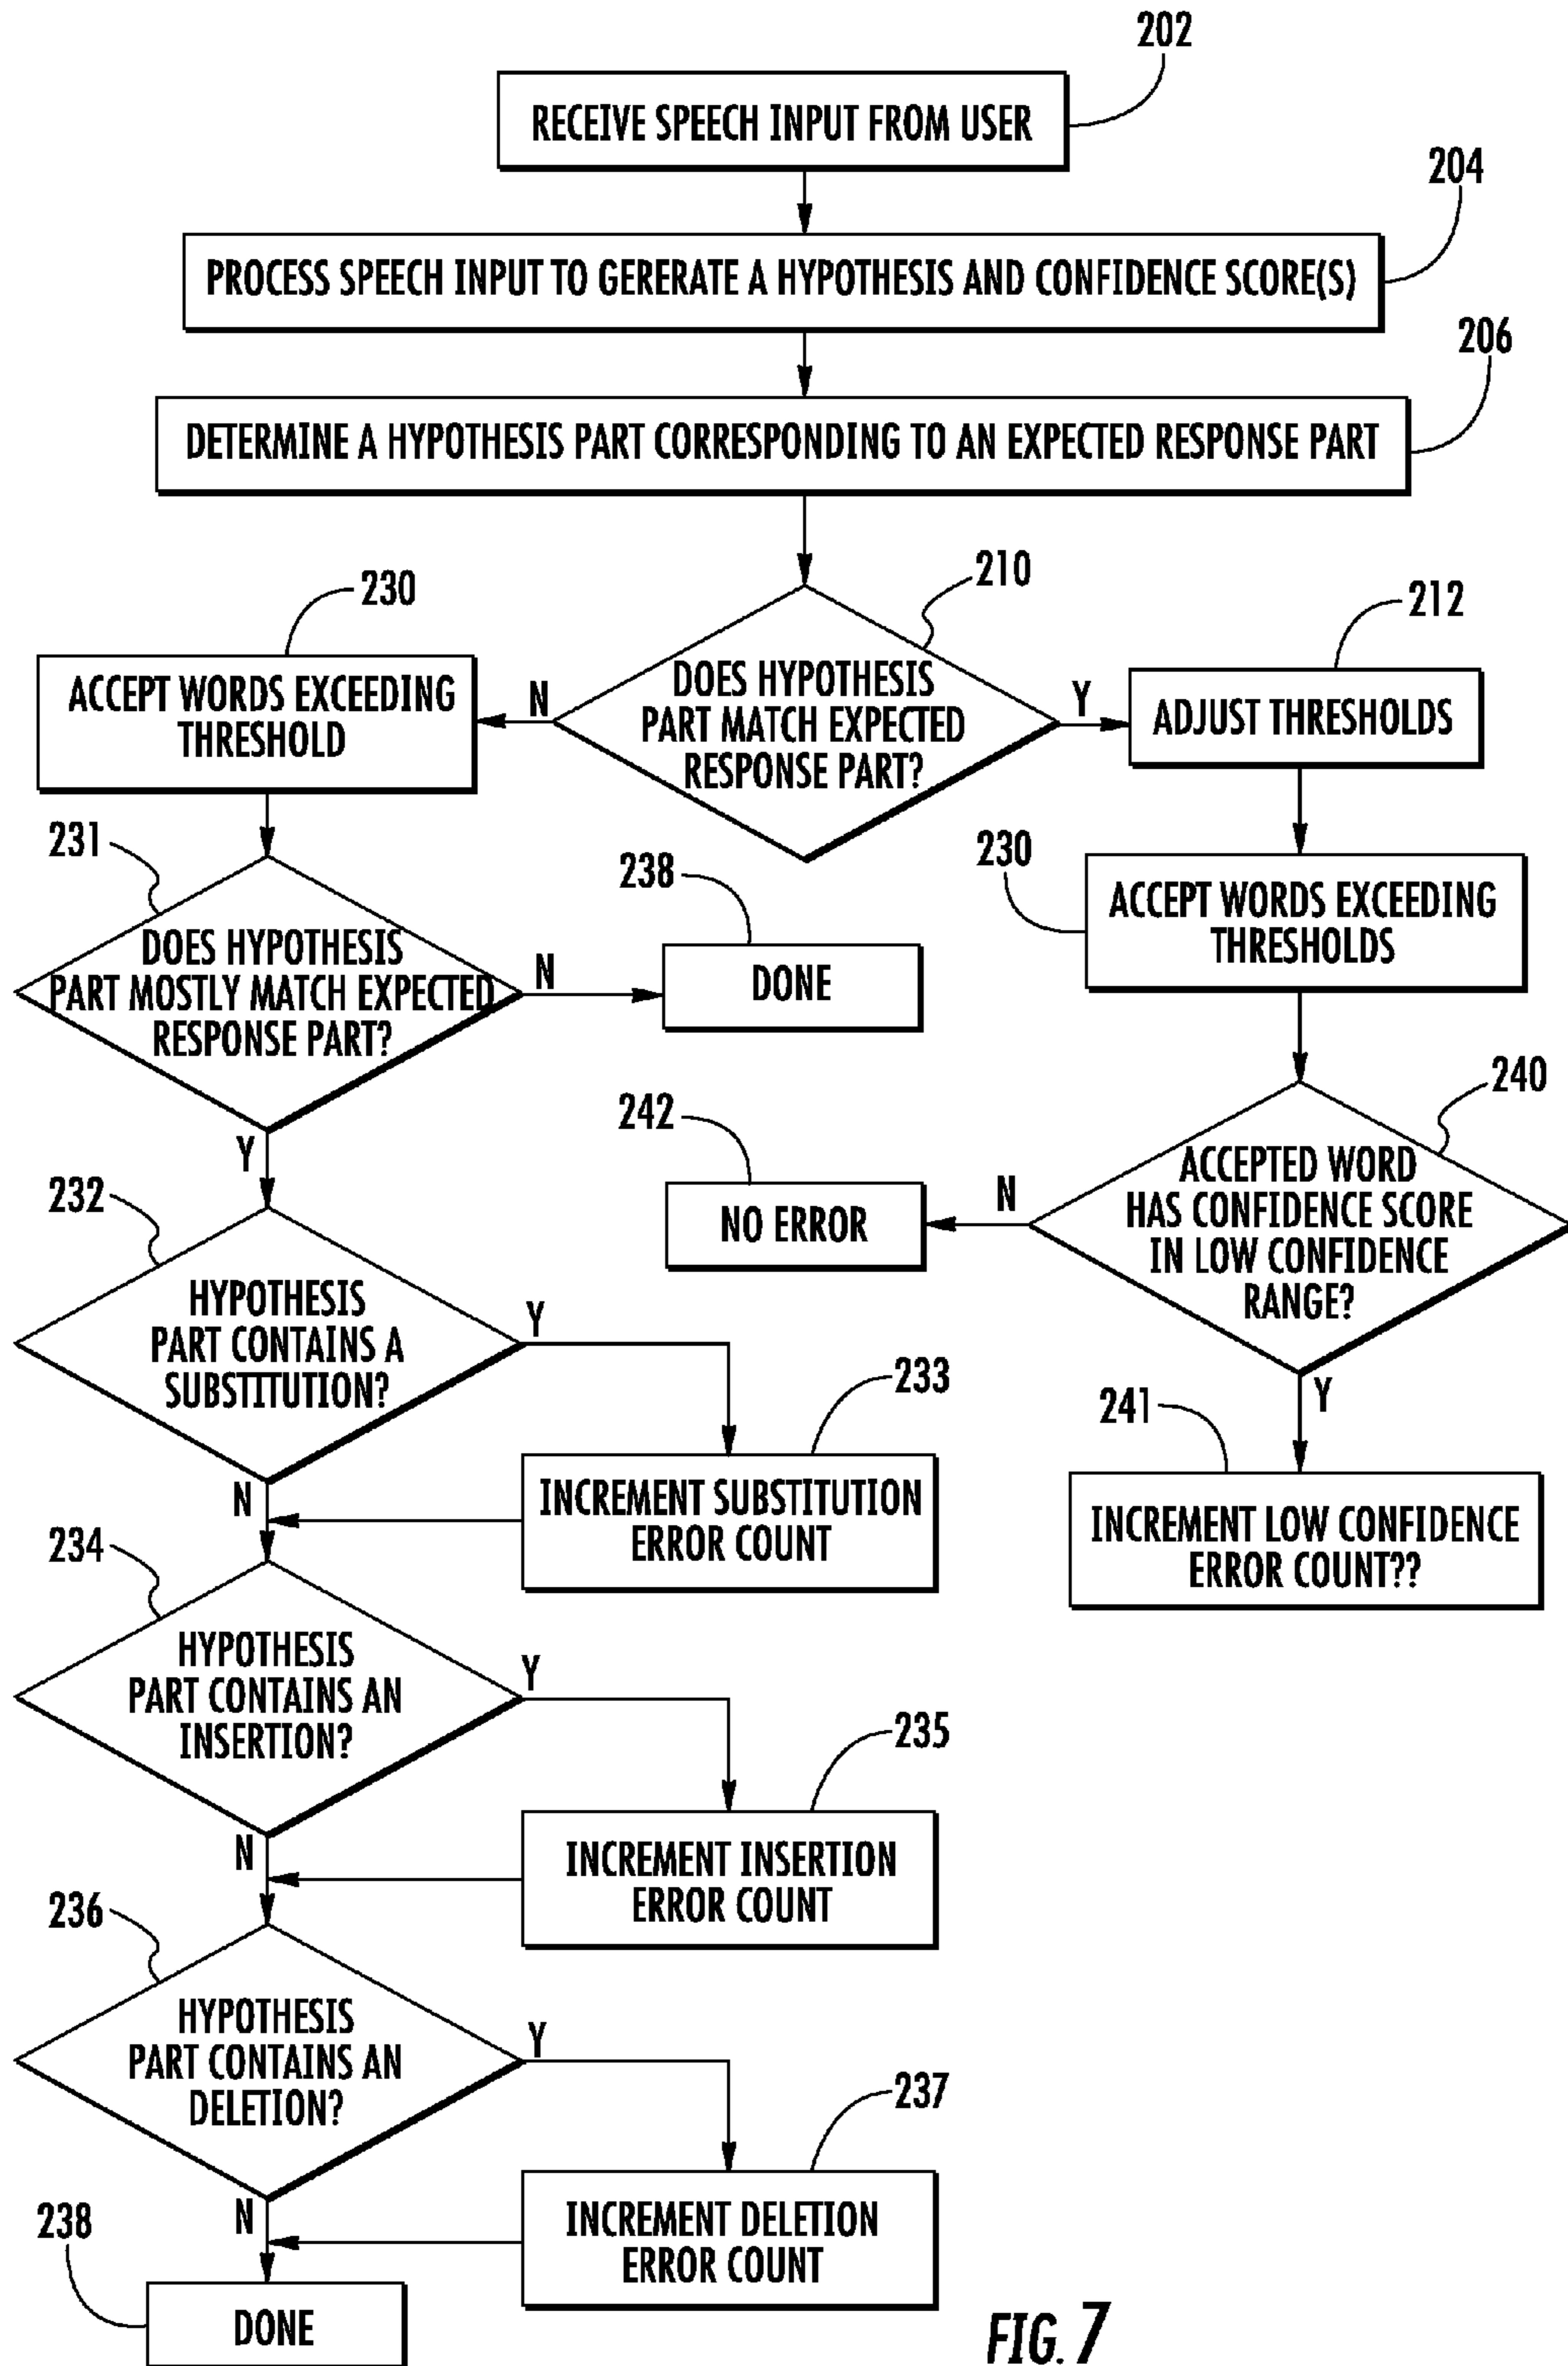 202
RECEIVE SPEECH INPUT FROM USER
204
PROCESS SPEECH INPUT TO GERERATE A HYPOTHESIS AND CONFIDENCE SCORE(S)
206
DETERMINE A HYPOTHESIS PART CORRESPONDING TO AN EXPECTED RESPONSE PART
210
DOES HYPOTHESIS
PART MATCH EXPECTED
RESPONSE PART?
N
Y
230
ACCEPT WORDS EXCEEDING
THRESHOLD
212
ADJUST THRESHOLDS
230
ACCEPT WORDS EXCEEDING
THRESHOLDS
231
DOES HYPOTHESIS
PART MOSTLY MATCH EXPECTED
RESPONSE PART?
N
Y
238
DONE
240
ACCEPTED WORD
HAS CONFIDENCE SCORE
IN LOW CONFIDENCE
RANGE?
N
Y
242
NO ERROR
241
INCREMENT LOW CONFIDENCE
ERROR COUNT??
232
HYPOTHESIS
PART CONTAINS A
SUBSTITUTION?
Y
N
233
INCREMENT SUBSTITUTION
ERROR COUNT
234
HYPOTHESIS
PART CONTAINS AN
INSERTION?
Y
N
235
INCREMENT INSERTION
ERROR COUNT
236
HYPOTHESIS
PART CONTAINS AN
DELETION?
Y
N
237
INCREMENT DELETION
ERROR COUNT
238
DONE
FIG. 7